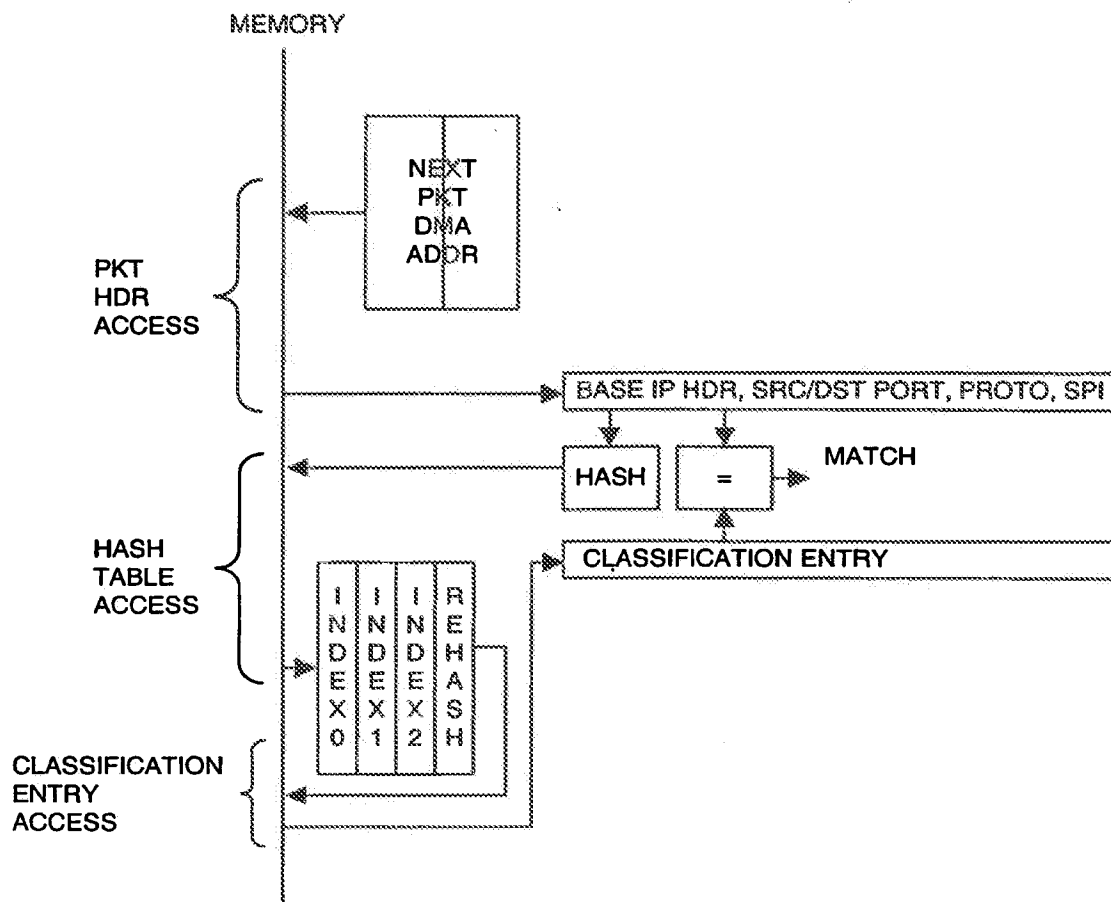 MEMORY
NEXT
PKT
DMA
ADDR
PKT
HDR
ACCESS
BASE IP HDR, SRC/DST PORT, PROTO, SPI
HASH
=
MATCH
HASH
TABLE
ACCESS
CLASSIFICATION ENTRY
INDEX0
INDEX1
INDEX2
REHASH
CLASSIFICATION
ENTRY
ACCESS